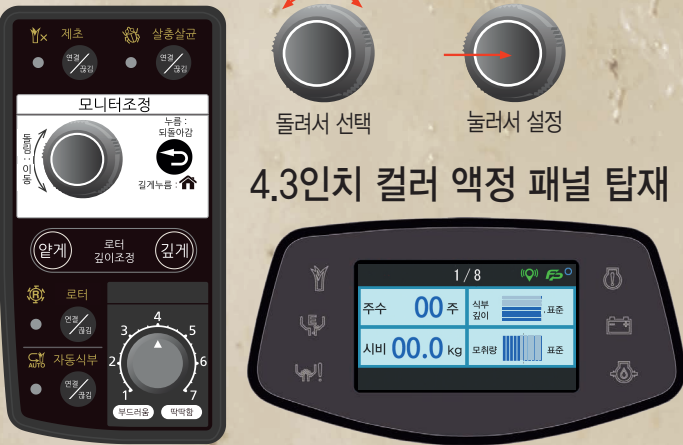 제초
살충살균
연결/끊김
연결/끊김
모니터조정
돌림:이동
누름 :
되돌아감
길게누름 :
얕게
로터
깊이조정
깊게
로터
연결/끊김
자동식부
AUTO
연결/끊김
1
2
3
4
5
6
7
부드러움
딱딱함
돌려서 선택
눌러서 설정
4.3인치 컬러 액정 패널 탑재
1 / 8
주수 00 주
식부
깊이
표준
시비 00.0 kg
모취량
표준